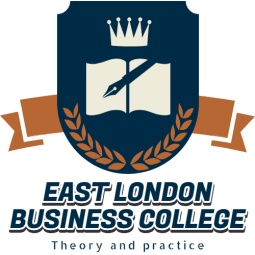 EAST LONDON
BUSINESS COLLEGE
Theory and practice